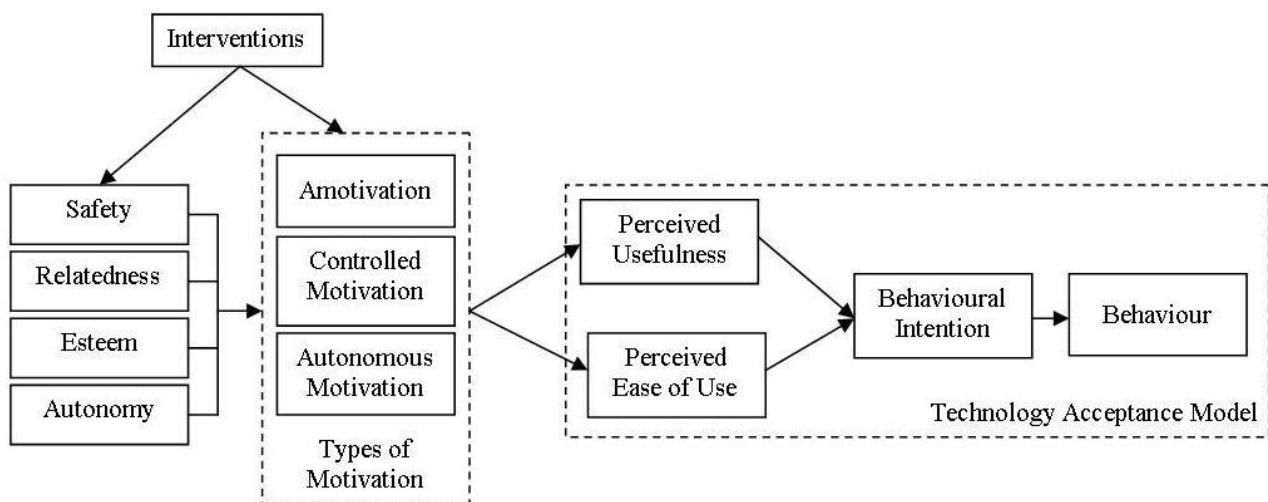 Interventions
Safety
Relatedness
Esteem
Autonomy
Amotivation
Controlled
Motivation
Autonomous
Motivation
Types of
Motivation
Perceived
Usefulness
Perceived
Ease of Use
Behavioural
Intention
Behaviour
Technology Acceptance Model